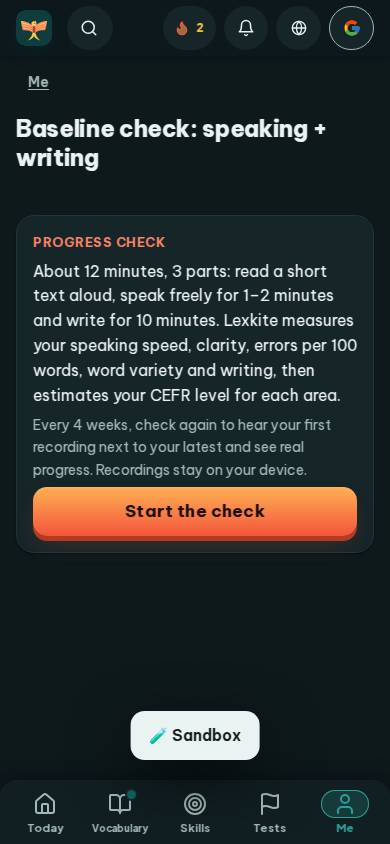 2
Me
Baseline check: speaking +
writing
PROGRESS CHECK
About 12 minutes, 3 parts: read a short
text aloud, speak freely for 1–2 minutes
and write for 10 minutes. Lexkite measures
your speaking speed, clarity, errors per 100
words, word variety and writing, then
estimates your CEFR level for each area.
Every 4 weeks, check again to hear your first
recording next to your latest and see real
progress. Recordings stay on your device.
Start the check
Sandbox
Today Vocabulary Skills Tests Me